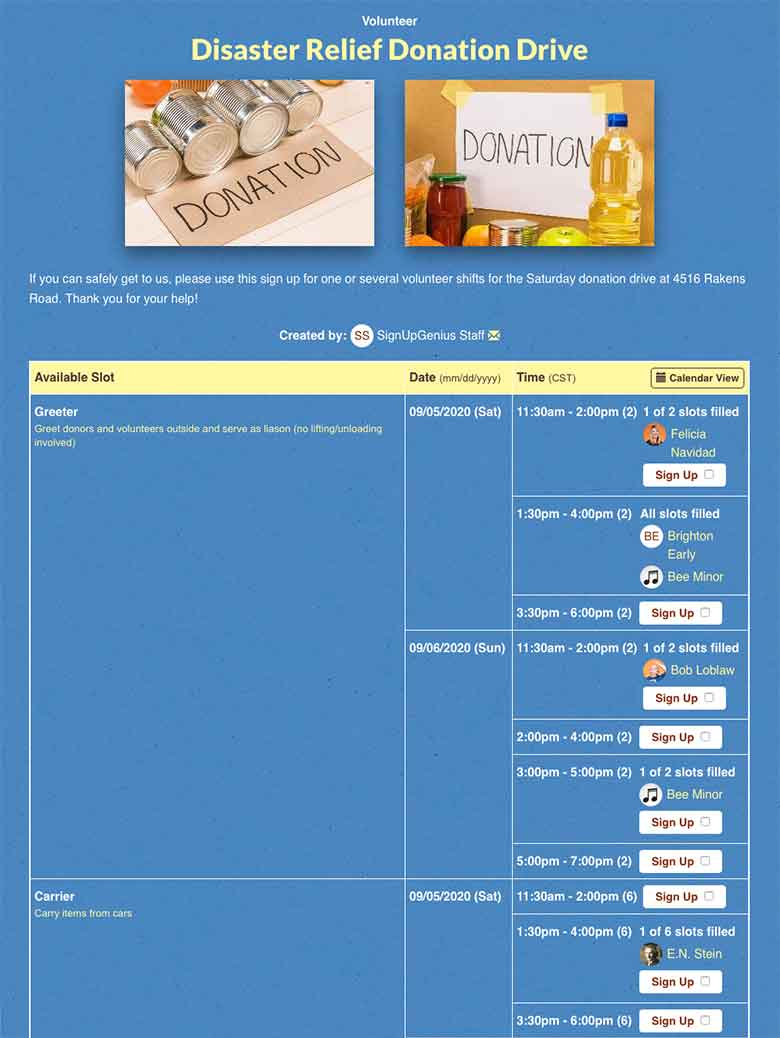 Volunteer
Disaster Relief Donation Drive
DONATION
DONATION
If you can safely get to us, please use this sign up for one or several volunteer shifts for the Saturday donation drive at 4516 Rakens
Road. Thank you for your help!
Created by: SS SignUpGenius Staff
Available Slot Date (mm/dd/yyyy) Time (CST) Calendar View
Greeter 09/05/2020 (Sat) 11:30am - 2:00pm (2) 1 of 2 slots filled
Greet donors and volunteers outside and serve as liason (no lifting/unloading
involved)
Felicia
Navidad
Sign Up
1:30pm - 4:00pm (2) All slots filled
BE Brighton
Early
Bee Minor
3:30pm - 6:00pm (2) Sign Up
09/06/2020 (Sun) 11:30am - 2:00pm (2) 1 of 2 slots filled
Bob Loblaw
Sign Up
2:00pm - 4:00pm (2) Sign Up
3:00pm - 5:00pm (2) 1 of 2 slots filled
Bee Minor
Sign Up
5:00pm - 7:00pm (2) Sign Up
Carrier 09/05/2020 (Sat) 11:30am - 2:00pm (6) Sign Up
Carry items from cars
1:30pm - 4:00pm (6) 1 of 6 slots filled
E.N. Stein
Sign Up
3:30pm - 6:00pm (6) Sign Up